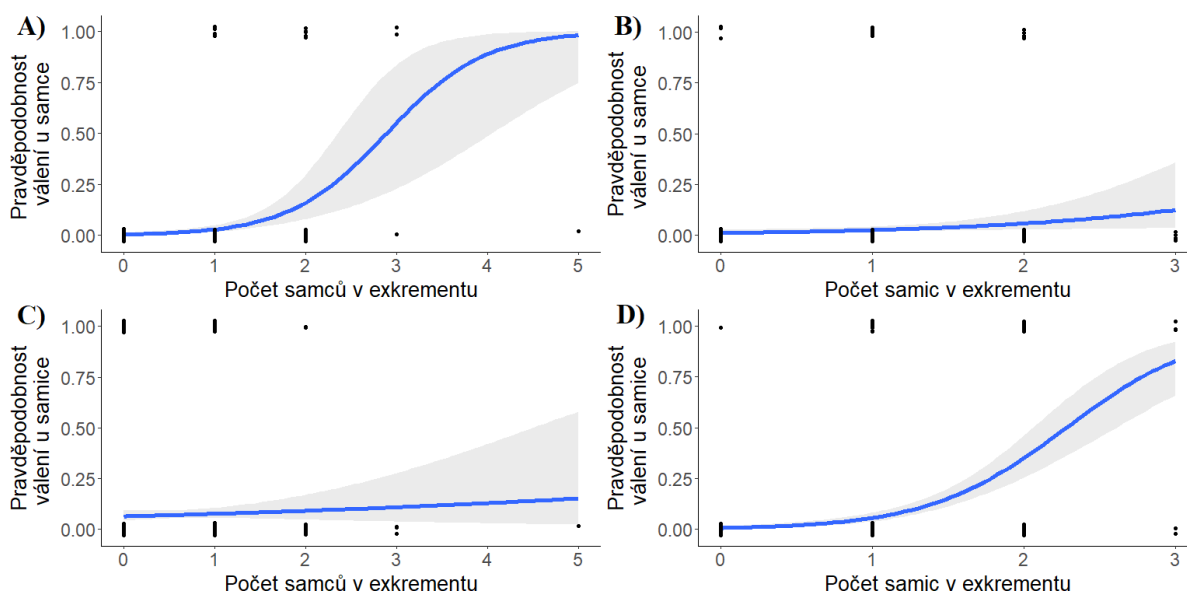 A)
Pravděpodobnost
válení u samce
1.00
0.75
0.50
0.25
0.00
0 1 2 3 4 5
Počet samců v exkrementu
B)
Pravděpodobnost
válení u samce
1.00
0.75
0.50
0.25
0.00
0 1 2 3
Počet samic v exkrementu
C)
Pravděpodobnost
válení u samice
1.00
0.75
0.50
0.25
0.00
0 1 2 3 4 5
Počet samců v exkrementu
D)
Pravděpodobnost
válení u samice
1.00
0.75
0.50
0.25
0.00
0 1 2 3
Počet samic v exkrementu